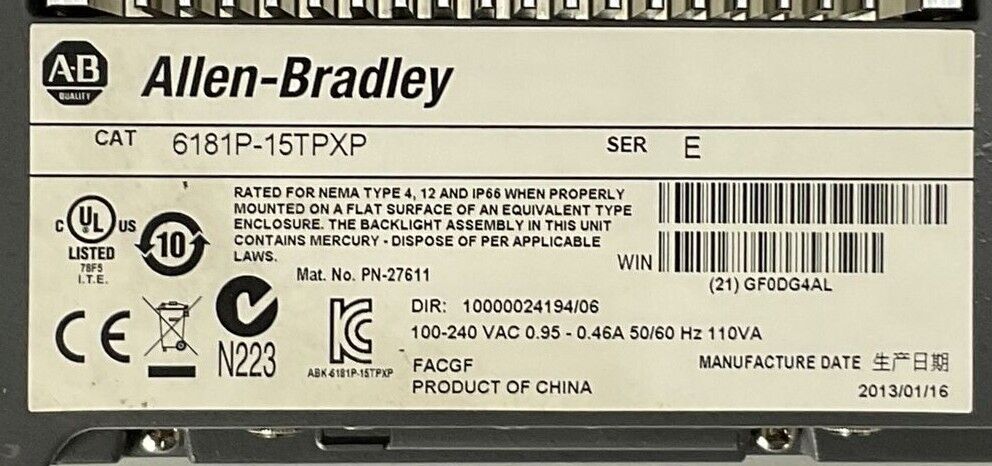 A-B
QUALITY
Allen-Bradley
CAT 6181P-15TPXP SER E
RATED FOR NEMA TYPE 4, 12 AND IP66 WHEN PROPERLY
MOUNTED ON A FLAT SURFACE OF AN EQUIVALENT TYPE
ENCLOSURE. THE BACKLIGHT ASSEMBLY IN THIS UNIT
CONTAINS MERCURY - DISPOSE OF PER APPLICABLE
LAWS.
C UL US
LISTED
78F5
I.T.E.
10
Mat. No. PN-27611
WIN
(21) GF0DG4AL
DIR: 10000024194/06
100-240 VAC 0.95 - 0.46A 50/60 Hz 110VA
CE
N223
KC
ABK-6181P-15TPXP
FACGF
PRODUCT OF CHINA
MANUFACTURE DATE 生产日期
2013/01/16